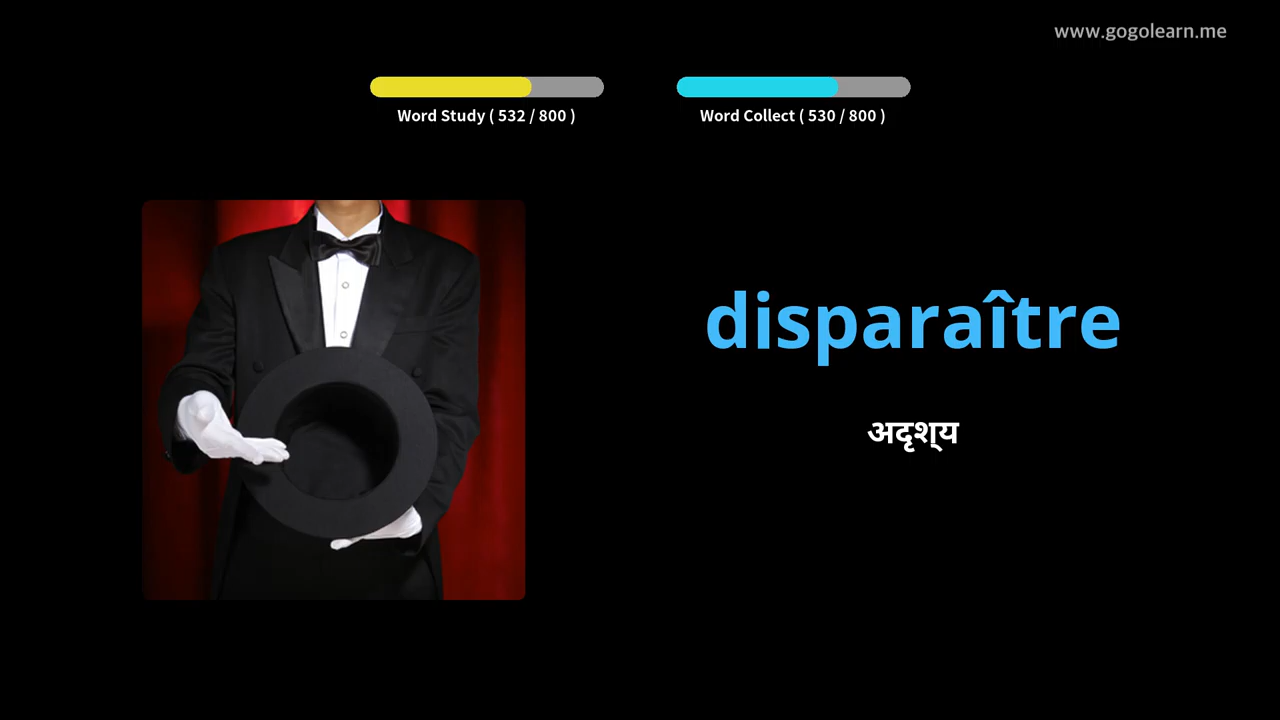 www.gogolearn.me
Word Study ( 532 / 800 )
Word Collect ( 530 / 800 )
disparaître
अदृश्य